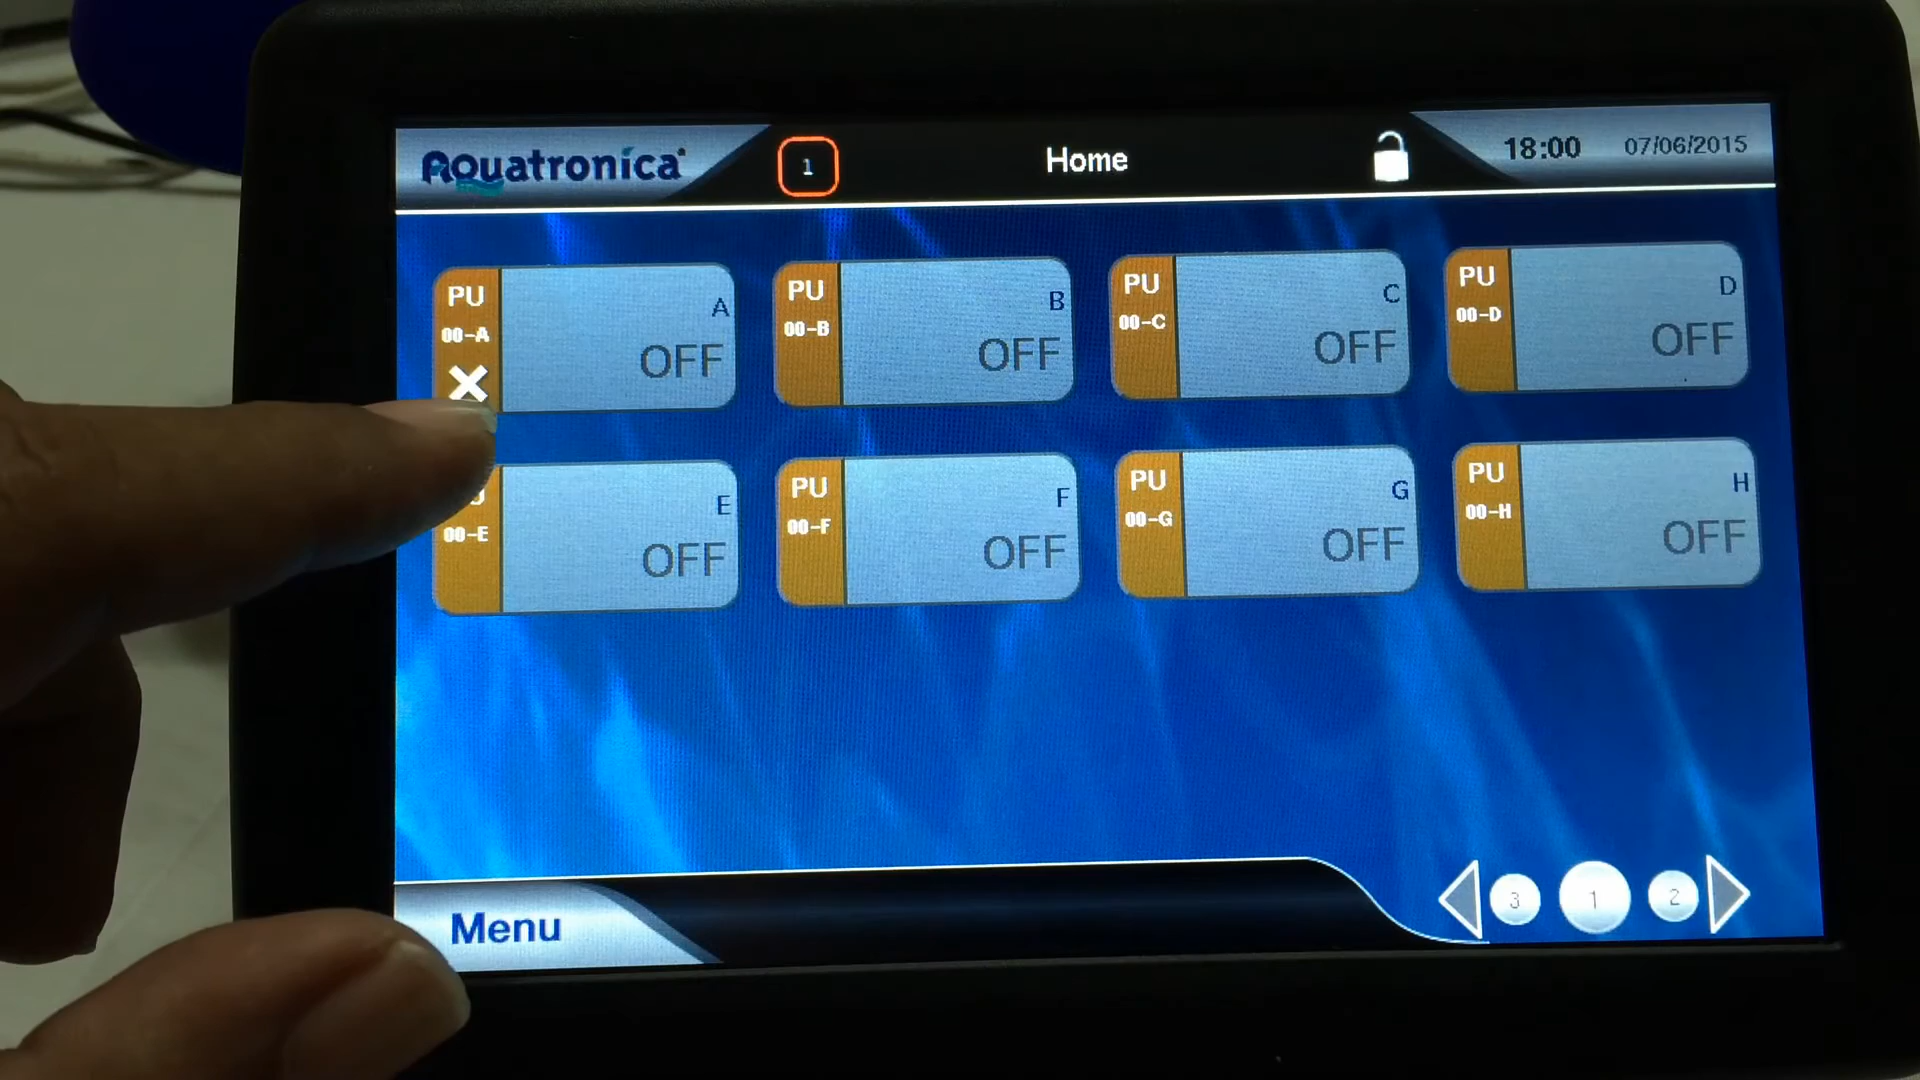 Aquatronica
1
Home
18:00
07/06/2015
PU
00-A
A
OFF
PU
00-B
B
OFF
PU
00-C
C
OFF
PU
00-D
D
OFF
00-E
E
OFF
PU
00-F
F
OFF
PU
00-G
G
OFF
PU
00-H
H
OFF
Menu
3
1
2